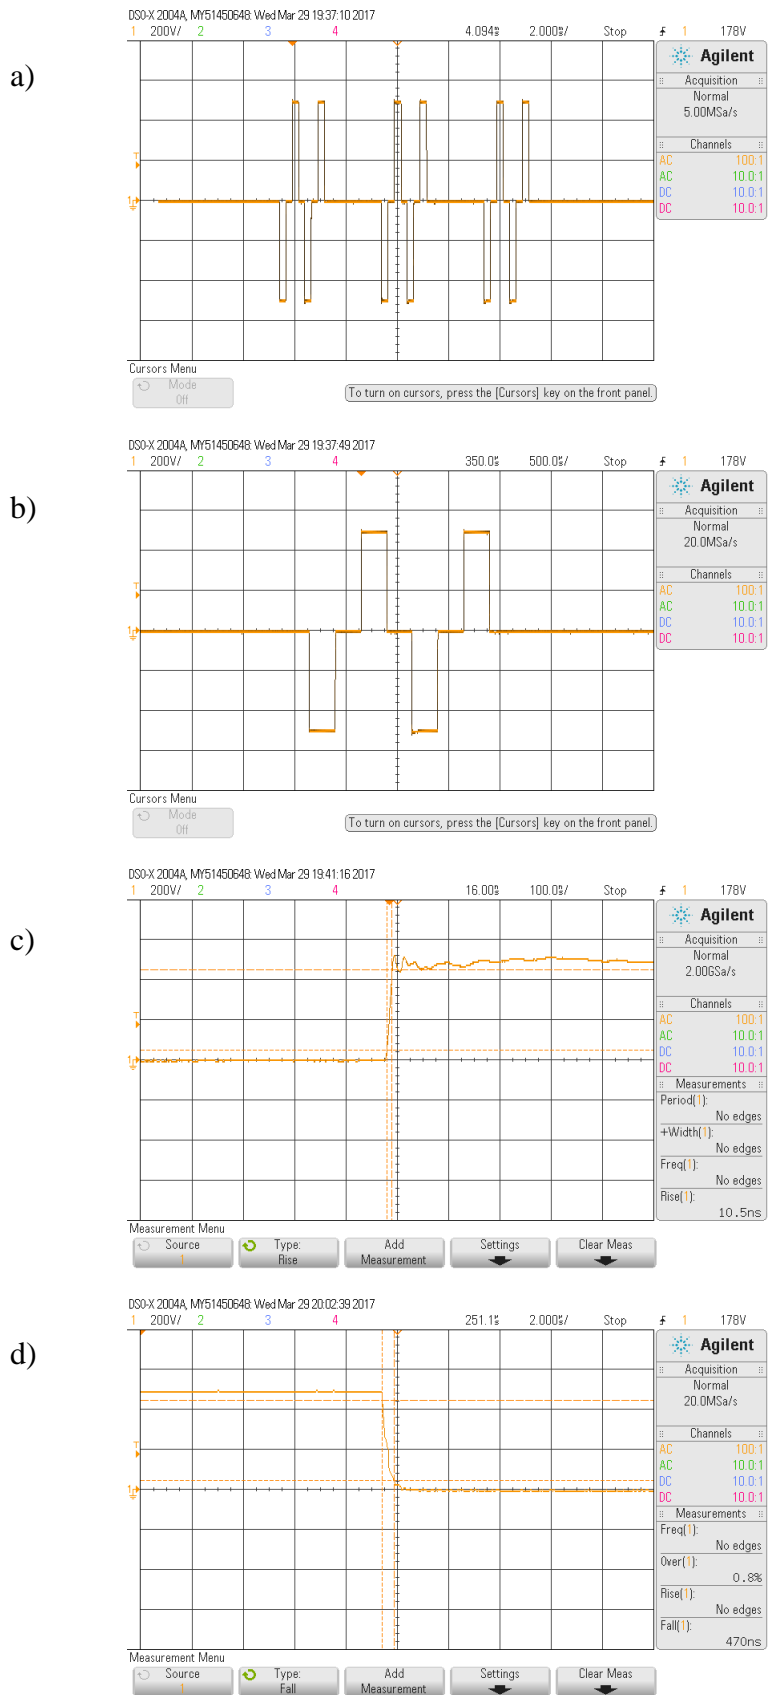 a)
DSO-X 2004A, MY51450648: Wed Mar 29 19:37:10 2017
1 200V/ 2 3 4 4.094s 2.000s/ Stop 1 178V
Agilent
Acquisition
Normal
5.00MSa/s
Channels
AC 100:1
AC 10.0:1
DC 10.0:1
DC 10.0:1
T
1
Cursors Menu
Mode
Off
To turn on cursors, press the [Cursors] key on the front panel.
b)
DSO-X 2004A, MY51450648: Wed Mar 29 19:37:49 2017
1 200V/ 2 3 4 350.0s 500.0s/ Stop 1 178V
Agilent
Acquisition
Normal
20.0MSa/s
Channels
AC 100:1
AC 10.0:1
DC 10.0:1
DC 10.0:1
T
1
Cursors Menu
Mode
Off
To turn on cursors, press the [Cursors] key on the front panel.
c)
DSO-X 2004A, MY51450648: Wed Mar 29 19:41:16 2017
1 200V/ 2 3 4 16.00s 100.0s/ Stop 1 178V
Agilent
Acquisition
Normal
2.00GSa/s
Channels
AC 100:1
AC 10.0:1
DC 10.0:1
DC 10.0:1
Measurements
Period(1):
No edges
+Width(1):
No edges
Freq(1):
No edges
Rise(1):
10.5ns
T
1
Measurement Menu
Source Type: Add Settings Clear Meas
1 Rise Measurement
d)
DSO-X 2004A, MY51450648: Wed Mar 29 20:02:39 2017
1 200V/ 2 3 4 251.1s 2.000s/ Stop 1 178V
Agilent
Acquisition
Normal
20.0MSa/s
Channels
AC 100:1
AC 10.0:1
DC 10.0:1
DC 10.0:1
Measurements
Freq(1):
No edges
Over(1):
0.8%
Rise(1):
No edges
Fall(1):
470ns
T
1
Measurement Menu
Source Type: Add Settings Clear Meas
1 Fall Measurement